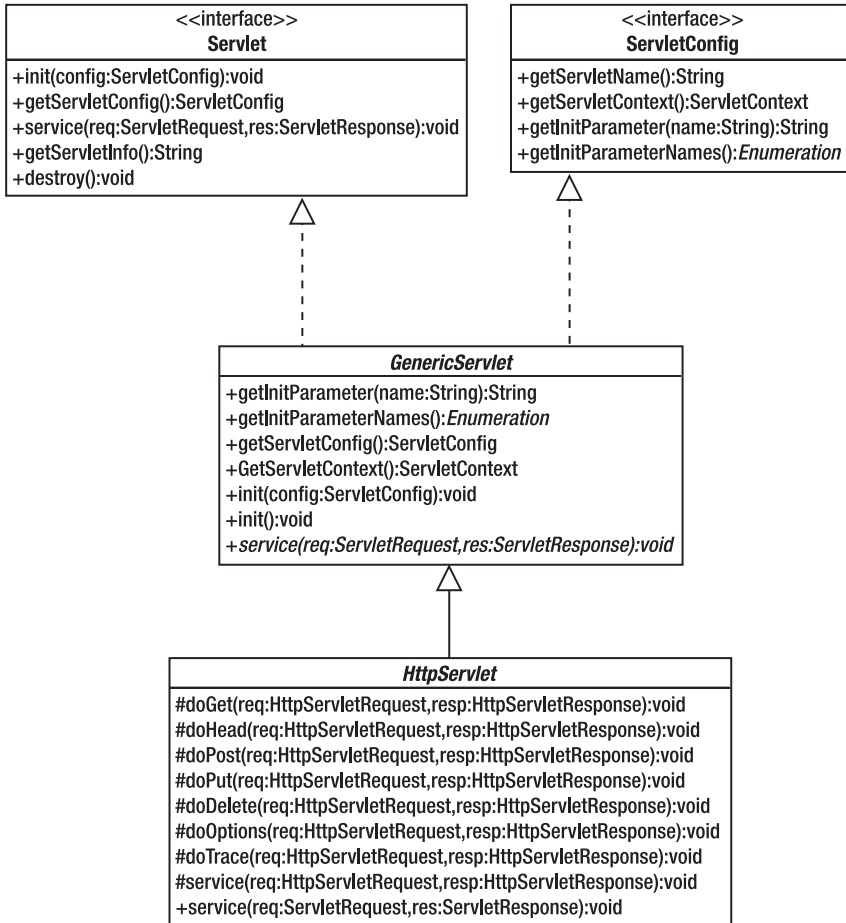 <<interface>>
Servlet
+init(config:ServletConfig):void
+getServletConfig():ServletConfig
+service(req:ServletRequest,res:ServletResponse):void
+getServletInfo():String
+destroy():void
<<interface>>
ServletConfig
+getServletName():String
+getServletContext():ServletContext
+getInitParameter(name:String):String
+getInitParameterNames():Enumeration
GenericServlet
+getInitParameter(name:String):String
+getInitParameterNames():Enumeration
+getServletConfig():ServletConfig
+GetServletContext():ServletContext
+init(config:ServletConfig):void
+init():void
+service(req:ServletRequest,res:ServletResponse):void
HttpServlet
#doGet(req:HttpServletRequest,resp:HttpServletResponse):void
#doHead(req:HttpServletRequest,resp:HttpServletResponse):void
#doPost(req:HttpServletRequest,resp:HttpServletResponse):void
#doPut(req:HttpServletRequest,resp:HttpServletResponse):void
#doDelete(req:HttpServletRequest,resp:HttpServletResponse):void
#doOptions(req:HttpServletRequest,resp:HttpServletResponse):void
#doTrace(req:HttpServletRequest,resp:HttpServletResponse):void
#service(req:HttpServletRequest,resp:HttpServletResponse):void
+service(req:ServletRequest,res:ServletResponse):void